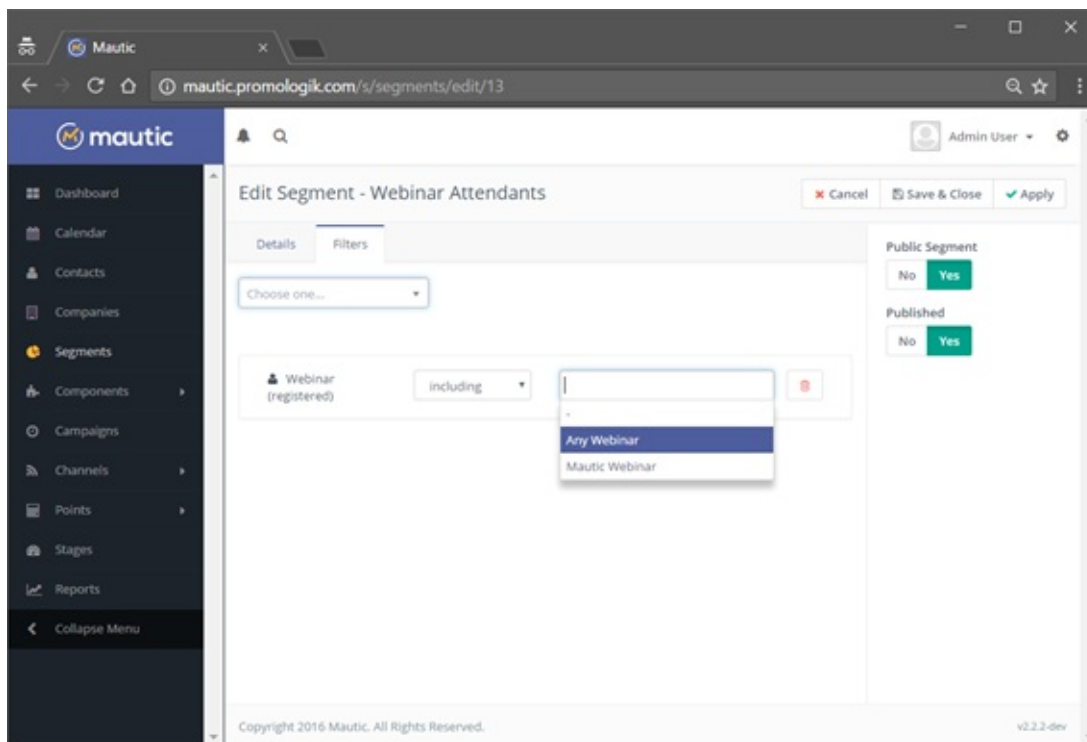 Mautic
mautic.promologik.com/s/segments/edit/13
mautic
Admin User
Dashboard
Calendar
Contacts
Companies
Segments
Components
Campaigns
Channels
Points
Stages
Reports
Collapse Menu
Edit Segment - Webinar Attendants
Cancel
Save & Close
Apply
Details
Filters
Choose one...
Webinar
(registered)
including
-
Any Webinar
Mautic Webinar
Public Segment
No Yes
Published
No Yes
Copyright 2016 Mautic. All Rights Reserved.
v2.2.2-dev